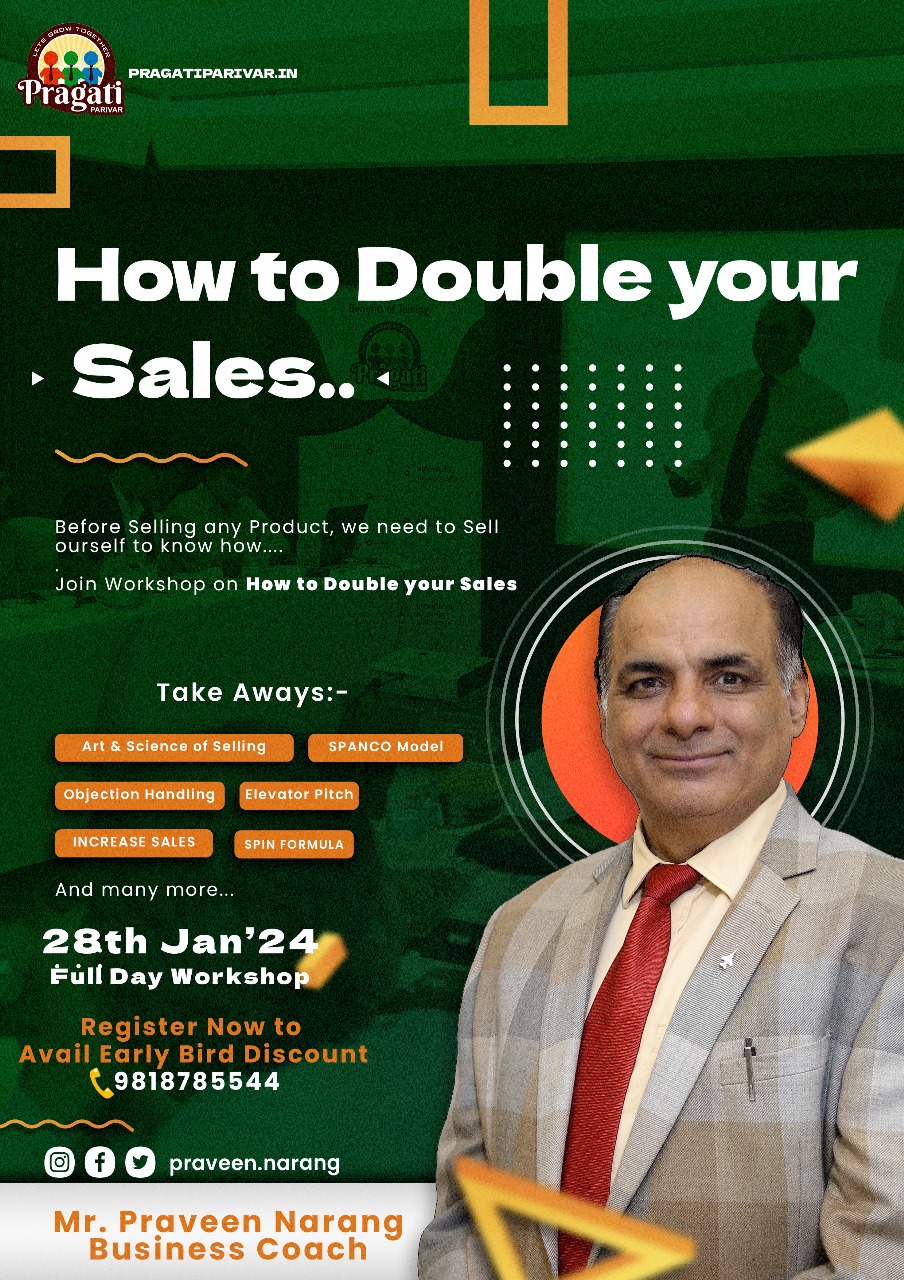 LETS GROW TOGETHER
Pragati
PARIVAR
PRAGATIPARIVAR.IN
How to Double your
Sales..
Before Selling any Product, we need to Sell
ourself to know how....
.
Join Workshop on How to Double your Sales
Take Aways:-
Art & Science of Selling
SPANCO Model
Objection Handling
Elevator Pitch
INCREASE SALES
SPIN FORMULA
And many more...
28th Jan’24
Full Day Workshop
Register Now to
Avail Early Bird Discount
9818785544
praveen.narang
Mr. Praveen Narang
Business Coach